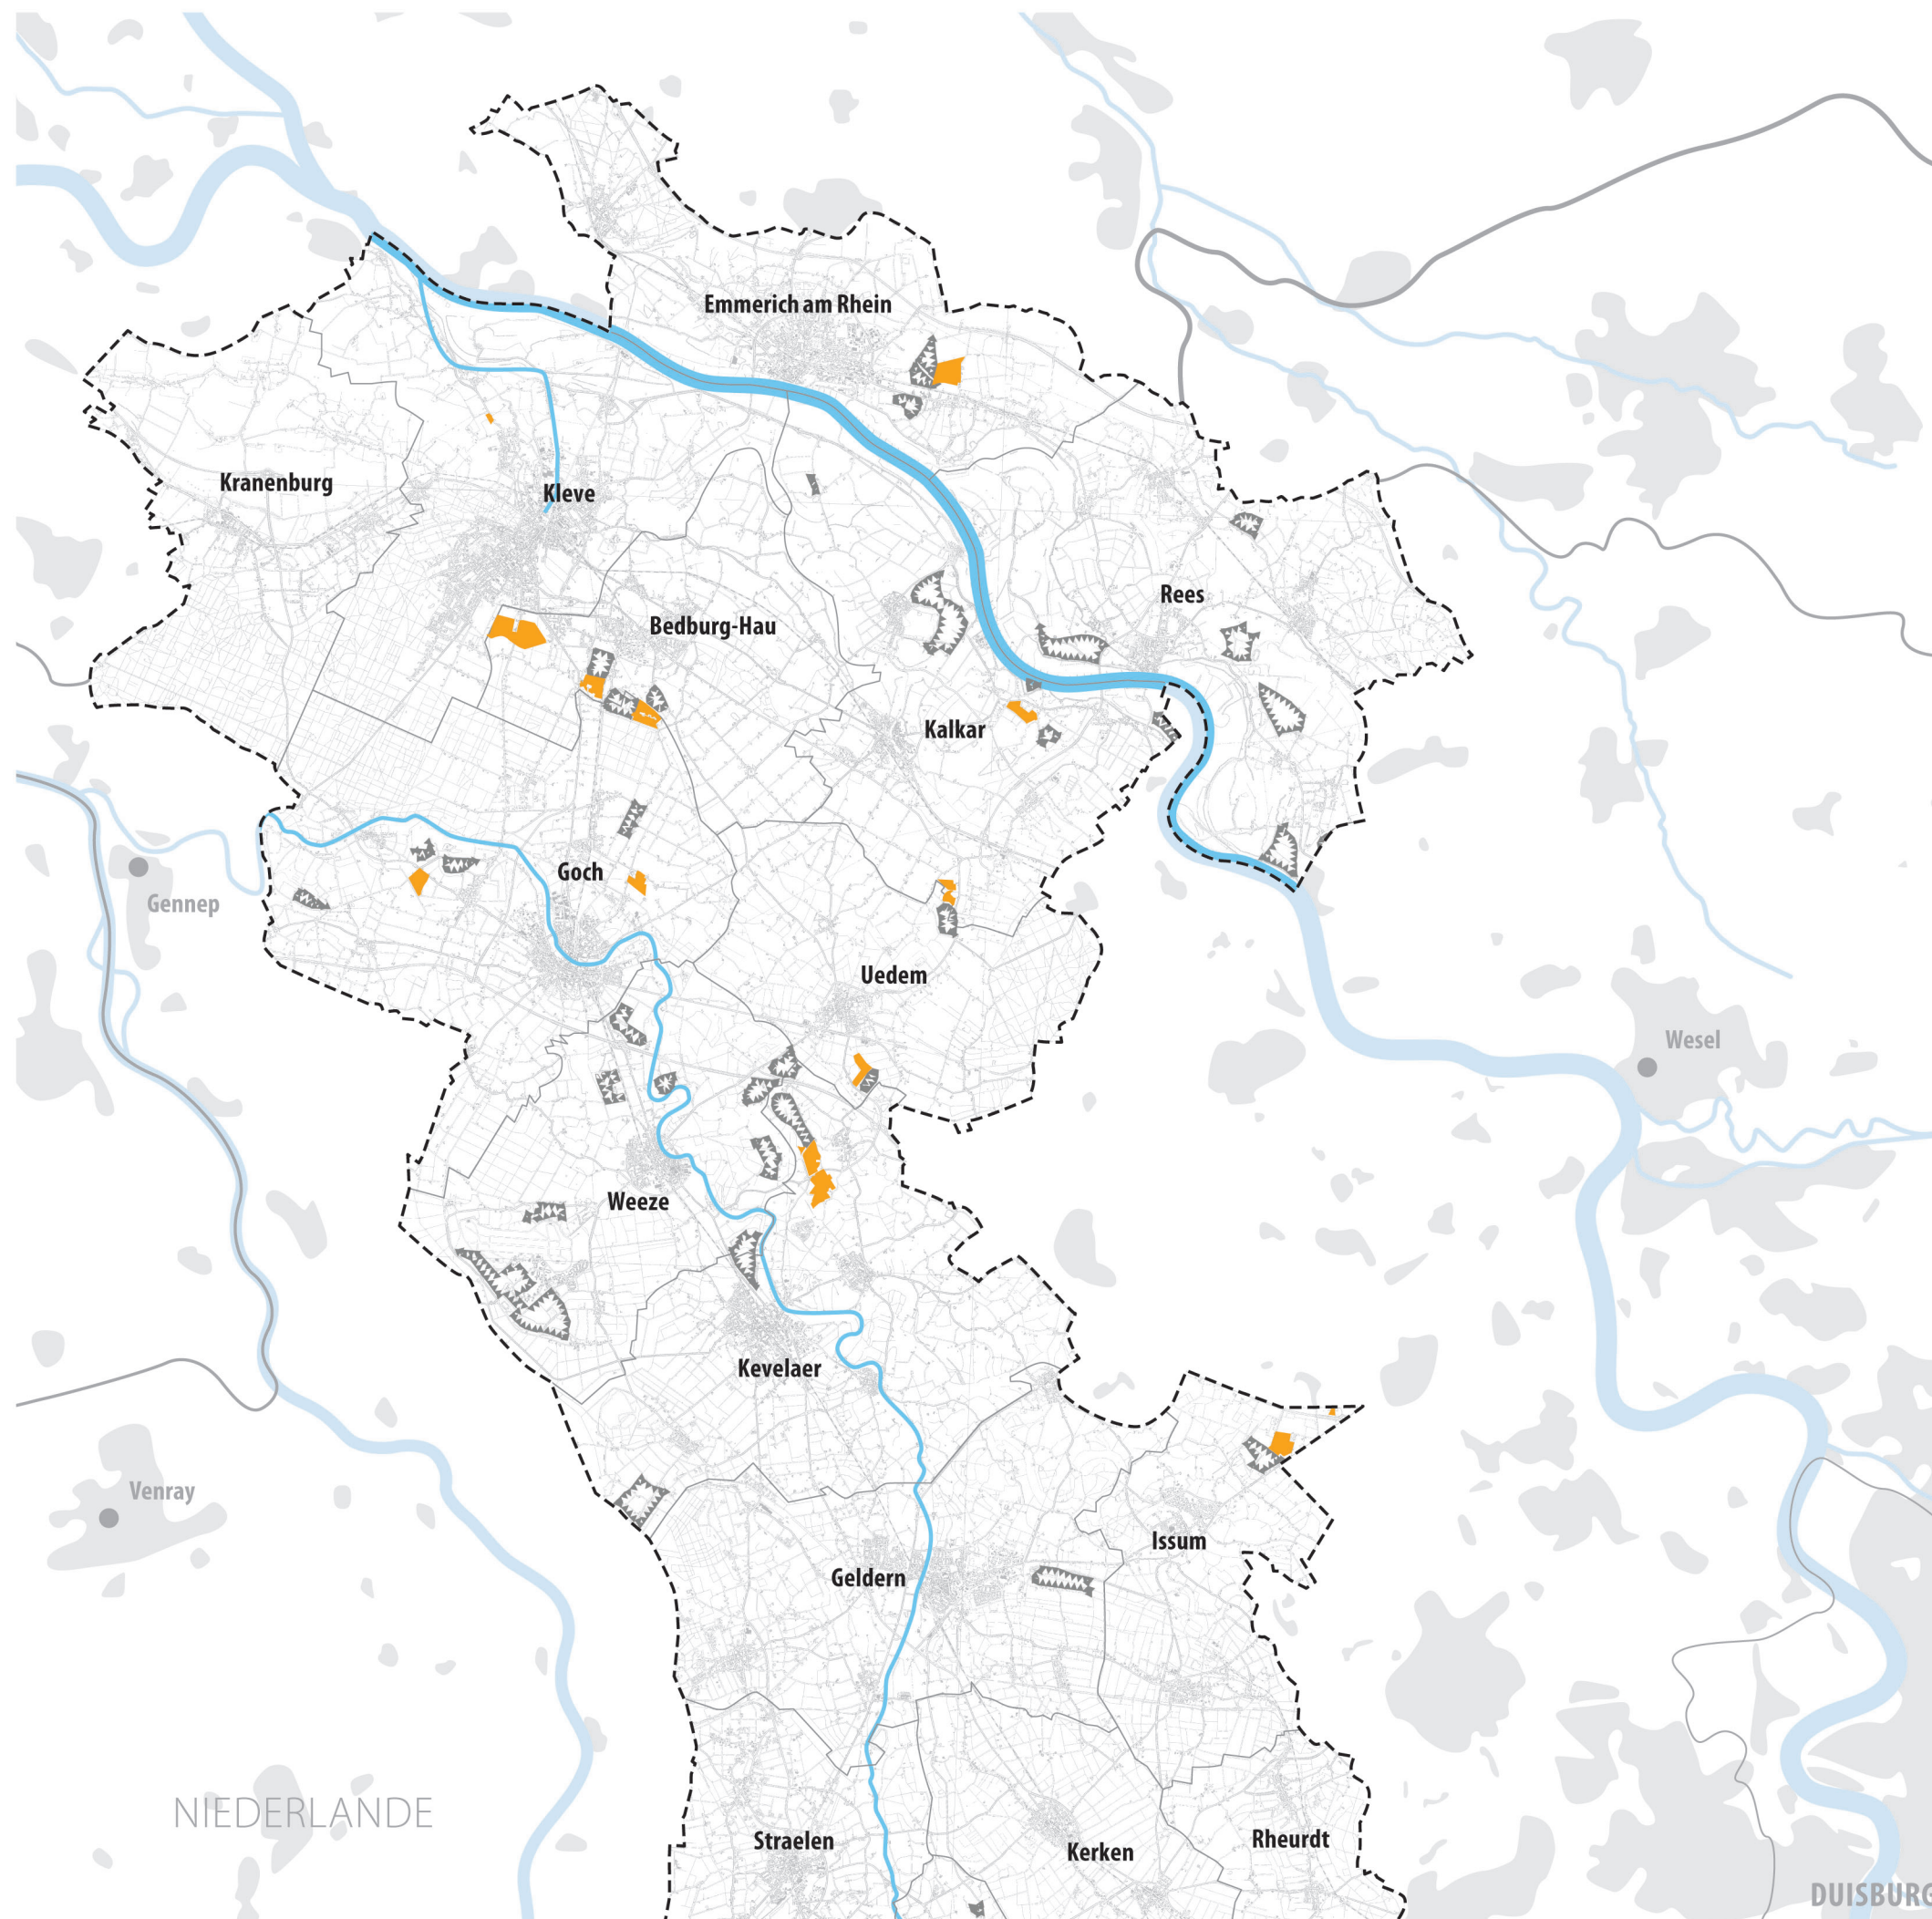 Emmerich am Rhein
Kranenburg
Kleve
Rees
Bedburg-Hau
Kalkar
Goch
Gennep
Uedem
Wesel
Weeze
Kevelaer
Venray
Issum
Geldern
NIEDERLANDE
Straelen
Rheurdt
Kerken
DUISBURG